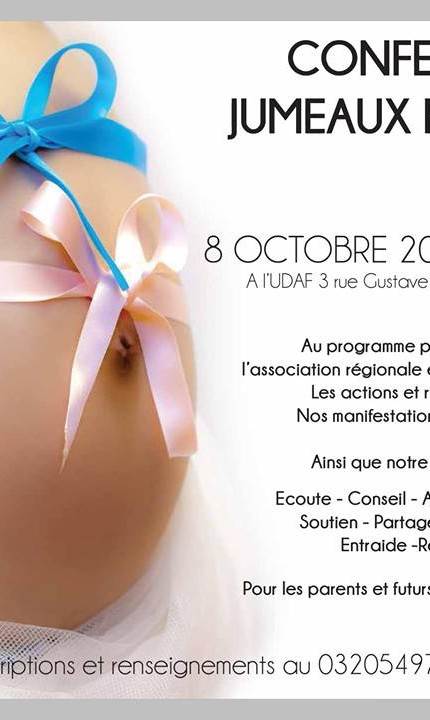 CONFE
JUMEAUX
8 OCTOBRE 20
A l'UDAF 3 rue Gustave
Au programme p
l'association régionale e
Les actions et r
Nos manifestation
Ainsi que notre
Ecoute - Conseil - A
Soutien - Partage
Entraide -Re
Pour les parents et futurs
riptions et renseignements au 03205497